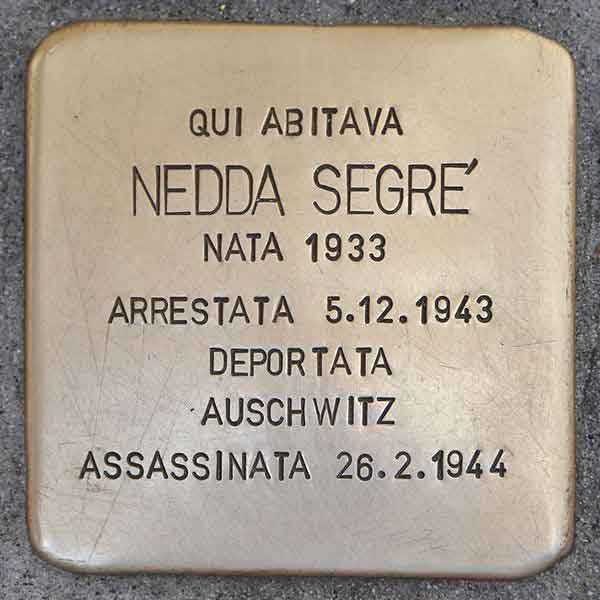 QUI ABITAVA
NEDDA SEGRE´
NATA 1933
ARRESTATA 5.12.1943
DEPORTATA
AUSCHWITZ
ASSASSINATA 26.2.1944